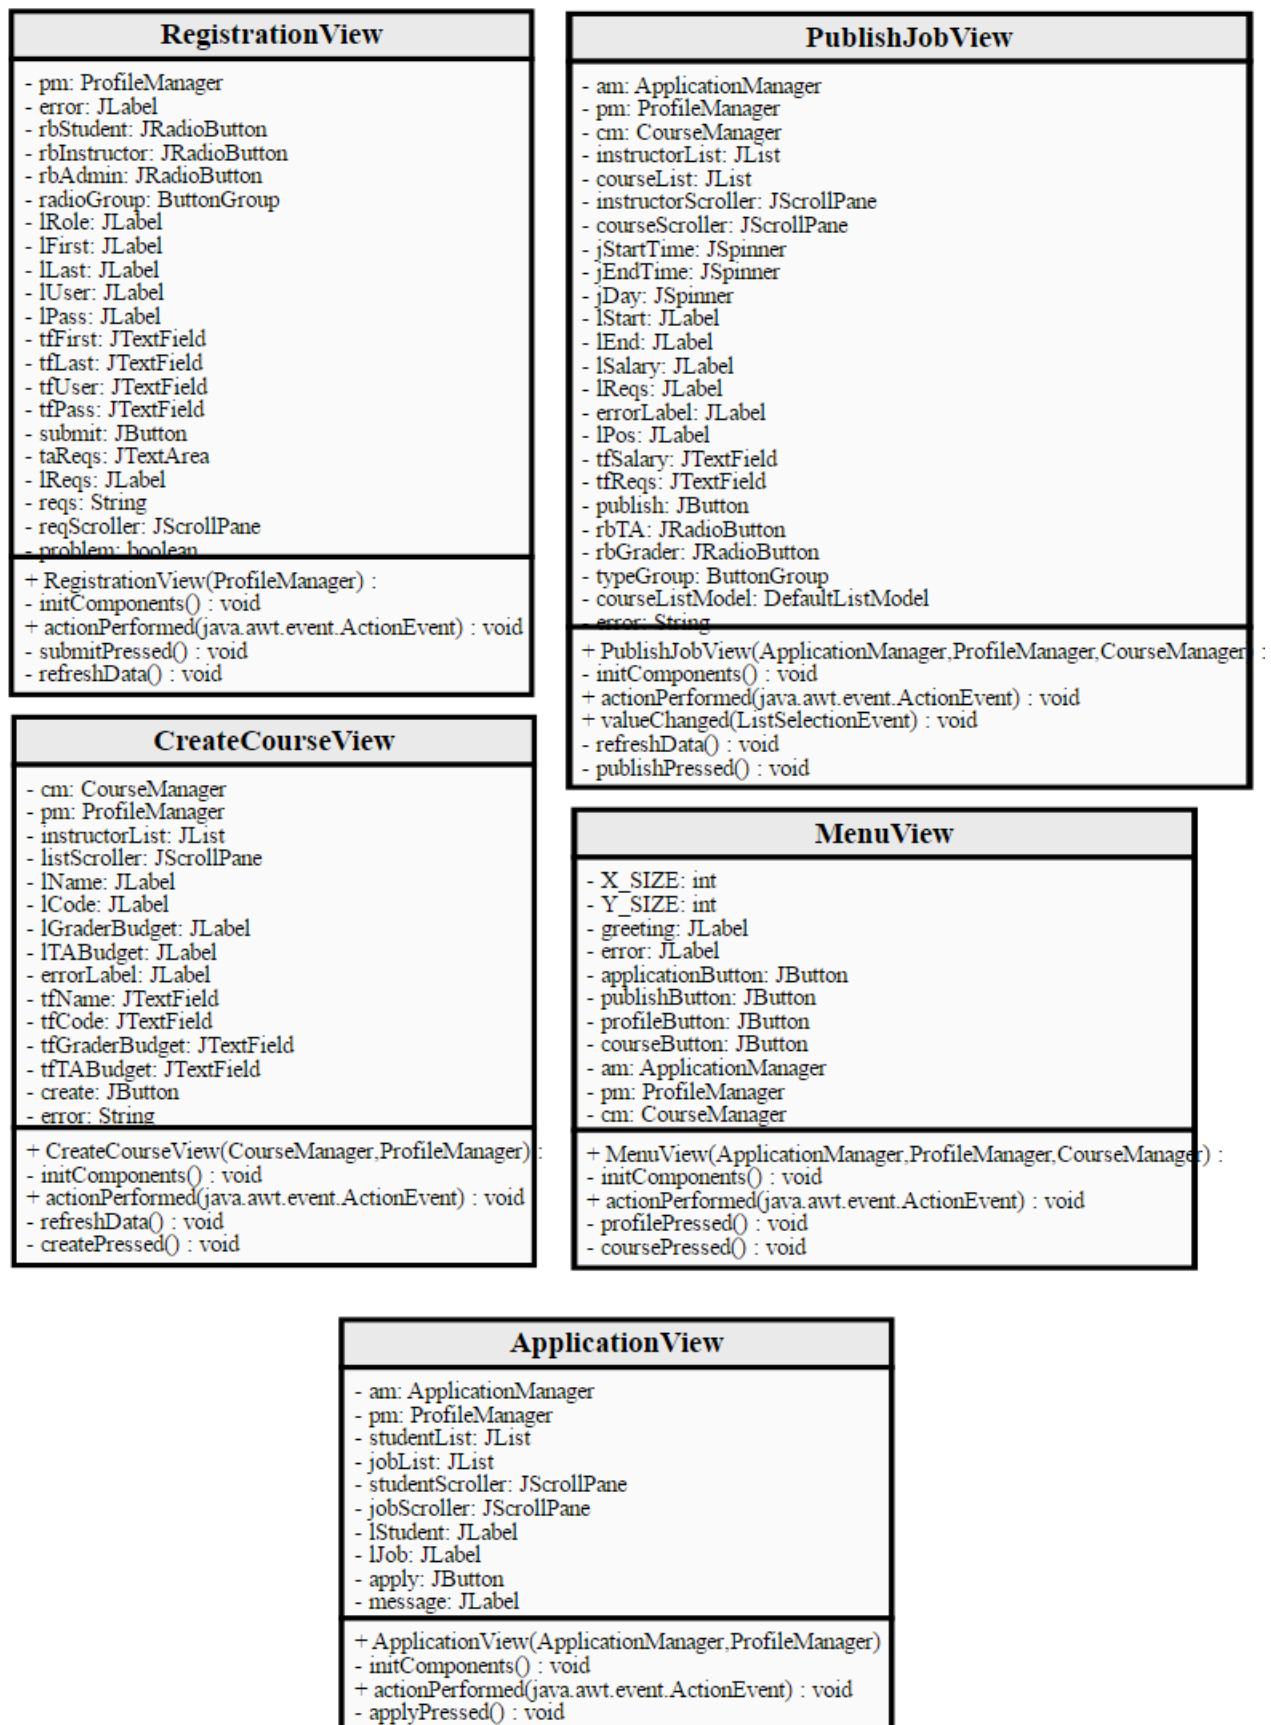 RegistrationView
- pm: ProfileManager
- error: JLabel
- rbStudent: JRadioButton
- rbInstructor: JRadioButton
- rbAdmin: JRadioButton
- radioGroup: ButtonGroup
- lRole: JLabel
- lFirst: JLabel
- lLast: JLabel
- lUser: JLabel
- lPass: JLabel
- tfFirst: JTextField
- tfLast: JTextField
- tfUser: JTextField
- tfPass: JTextField
- submit: JButton
- taReqs: JTextArea
- lReqs: JLabel
- reqs: String
- reqScroller: JScrollPane
- problem: boolean
+ RegistrationView(ProfileManager) :
- initComponents() : void
+ actionPerformed(java.awt.event.ActionEvent) : void
- submitPressed() : void
- refreshData() : void
PublishJobView
- am: ApplicationManager
- pm: ProfileManager
- cm: CourseManager
- instructorList: JList
- courseList: JList
- instructorScroller: JScrollPane
- courseScroller: JScrollPane
- jStartTime: JSpinner
- jEndTime: JSpinner
- jDay: JSpinner
- lStart: JLabel
- lEnd: JLabel
- lSalary: JLabel
- lReqs: JLabel
- errorLabel: JLabel
- lPos: JLabel
- tfSalary: JTextField
- tfReqs: JTextField
- publish: JButton
- rbTA: JRadioButton
- rbGrader: JRadioButton
- typeGroup: ButtonGroup
- courseListModel: DefaultListModel
- error: String
+ PublishJobView(ApplicationManager,ProfileManager,CourseManager) :
- initComponents() : void
+ actionPerformed(java.awt.event.ActionEvent) : void
+ valueChanged(ListSelectionEvent) : void
- refreshData() : void
- publishPressed() : void
CreateCourseView
- cm: CourseManager
- pm: ProfileManager
- instructorList: JList
- listScroller: JScrollPane
- lName: JLabel
- lCode: JLabel
- lGraderBudget: JLabel
- lTABudget: JLabel
- errorLabel: JLabel
- tfName: JTextField
- tfCode: JTextField
- tfGraderBudget: JTextField
- tfTABudget: JTextField
- create: JButton
- error: String
+ CreateCourseView(CourseManager,ProfileManager) :
- initComponents() : void
+ actionPerformed(java.awt.event.ActionEvent) : void
- refreshData() : void
- createPressed() : void
MenuView
- X_SIZE: int
- Y_SIZE: int
- greeting: JLabel
- error: JLabel
- applicationButton: JButton
- publishButton: JButton
- profileButton: JButton
- courseButton: JButton
- am: ApplicationManager
- pm: ProfileManager
- cm: CourseManager
+ MenuView(ApplicationManager,ProfileManager,CourseManager) :
- initComponents() : void
+ actionPerformed(java.awt.event.ActionEvent) : void
- profilePressed() : void
- coursePressed() : void
ApplicationView
- am: ApplicationManager
- pm: ProfileManager
- studentList: JList
- jobList: JList
- studentScroller: JScrollPane
- jobScroller: JScrollPane
- lStudent: JLabel
- lJob: JLabel
- apply: JButton
- message: JLabel
+ ApplicationView(ApplicationManager,ProfileManager)
- initComponents() : void
+ actionPerformed(java.awt.event.ActionEvent) : void
- applyPressed() : void